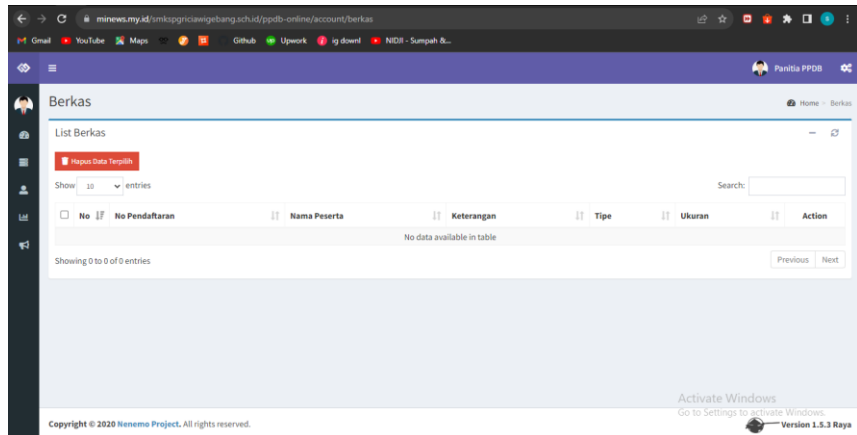 minews.my.id/smkspgriciawigebang.sch.id/ppdb-online/account/berkas
Gmail YouTube Maps Github Upwork ig downl NIDJI - Sumpah &...
Panitia PPDB
Berkas
Home > Berkas
List Berkas
Hapus Data Terpilih
Show 10 entries
Search:
No No Pendaftaran Nama Peserta Keterangan Tipe Ukuran Action
No data available in table
Showing 0 to 0 of 0 entries
Previous Next
Activate Windows
Go to Settings to activate Windows.
Copyright © 2020 Nenemo Project. All rights reserved.
Version 1.5.3 Raya